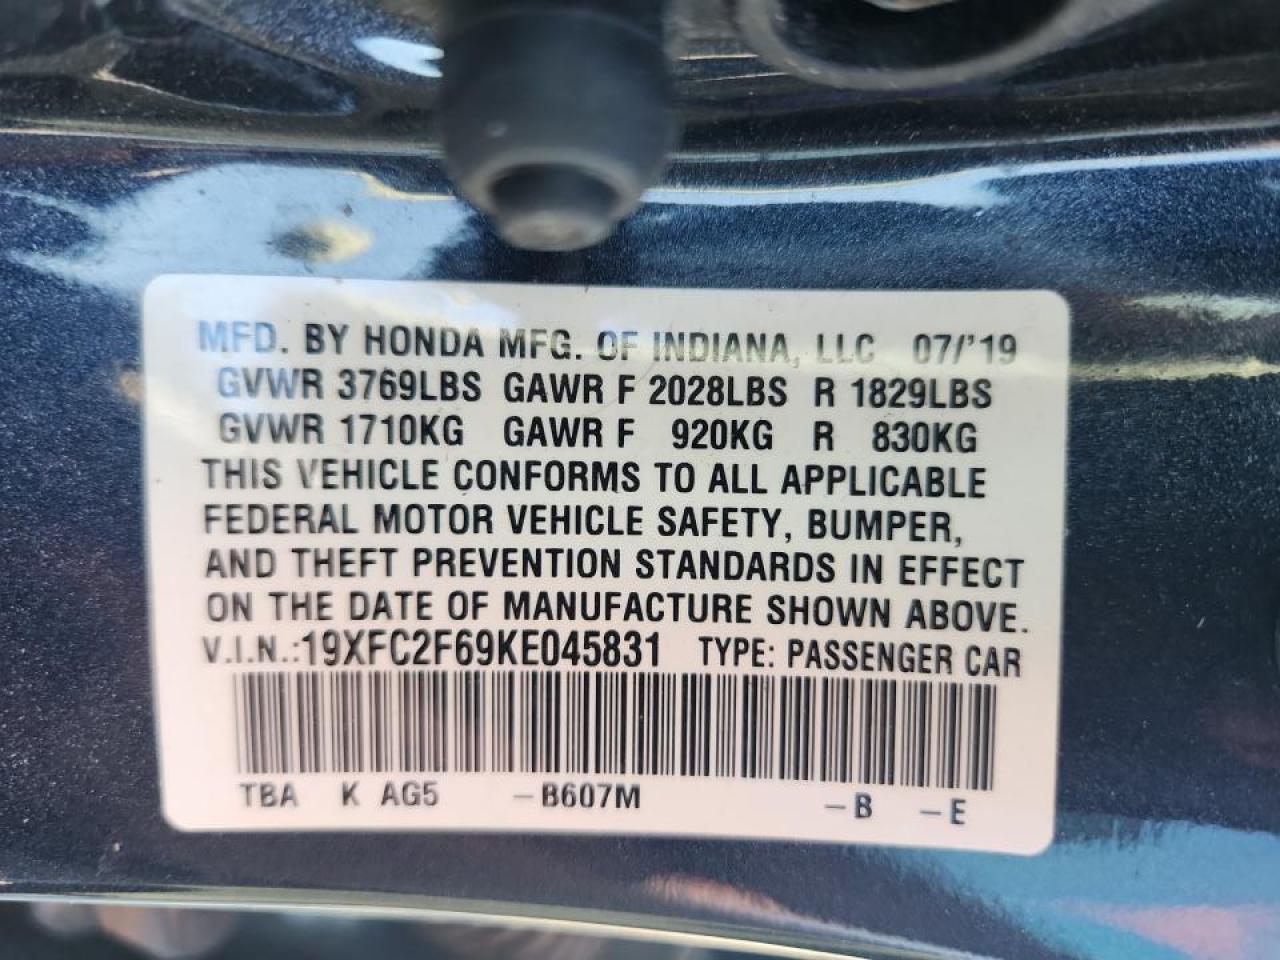 MFD. BY HONDA MFG. OF INDIANA, LLC 07/'19
GVWR 3769LBS GAWR F 2028LBS R 1829LBS
GVWR 1710KG GAWR F 920KG R 830KG
THIS VEHICLE CONFORMS TO ALL APPLICABLE
FEDERAL MOTOR VEHICLE SAFETY, BUMPER,
AND THEFT PREVENTION STANDARDS IN EFFECT
ON THE DATE OF MANUFACTURE SHOWN ABOVE.
V.I.N.:19XFC2F69KE045831 TYPE: PASSENGER CAR
TBA K AG5 -B607M -B -E